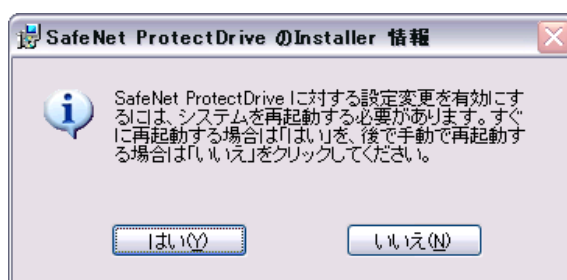 SafeNet ProtectDrive のInstaller 情報
SafeNet ProtectDrive に対する設定変更を有効にす
るには、システムを再起動する必要があります。すぐ
に再起動する場合は「はい」を、後で手動で再起動す
る場合は「いいえ」をクリックしてください。
はい(Y)
いいえ(N)